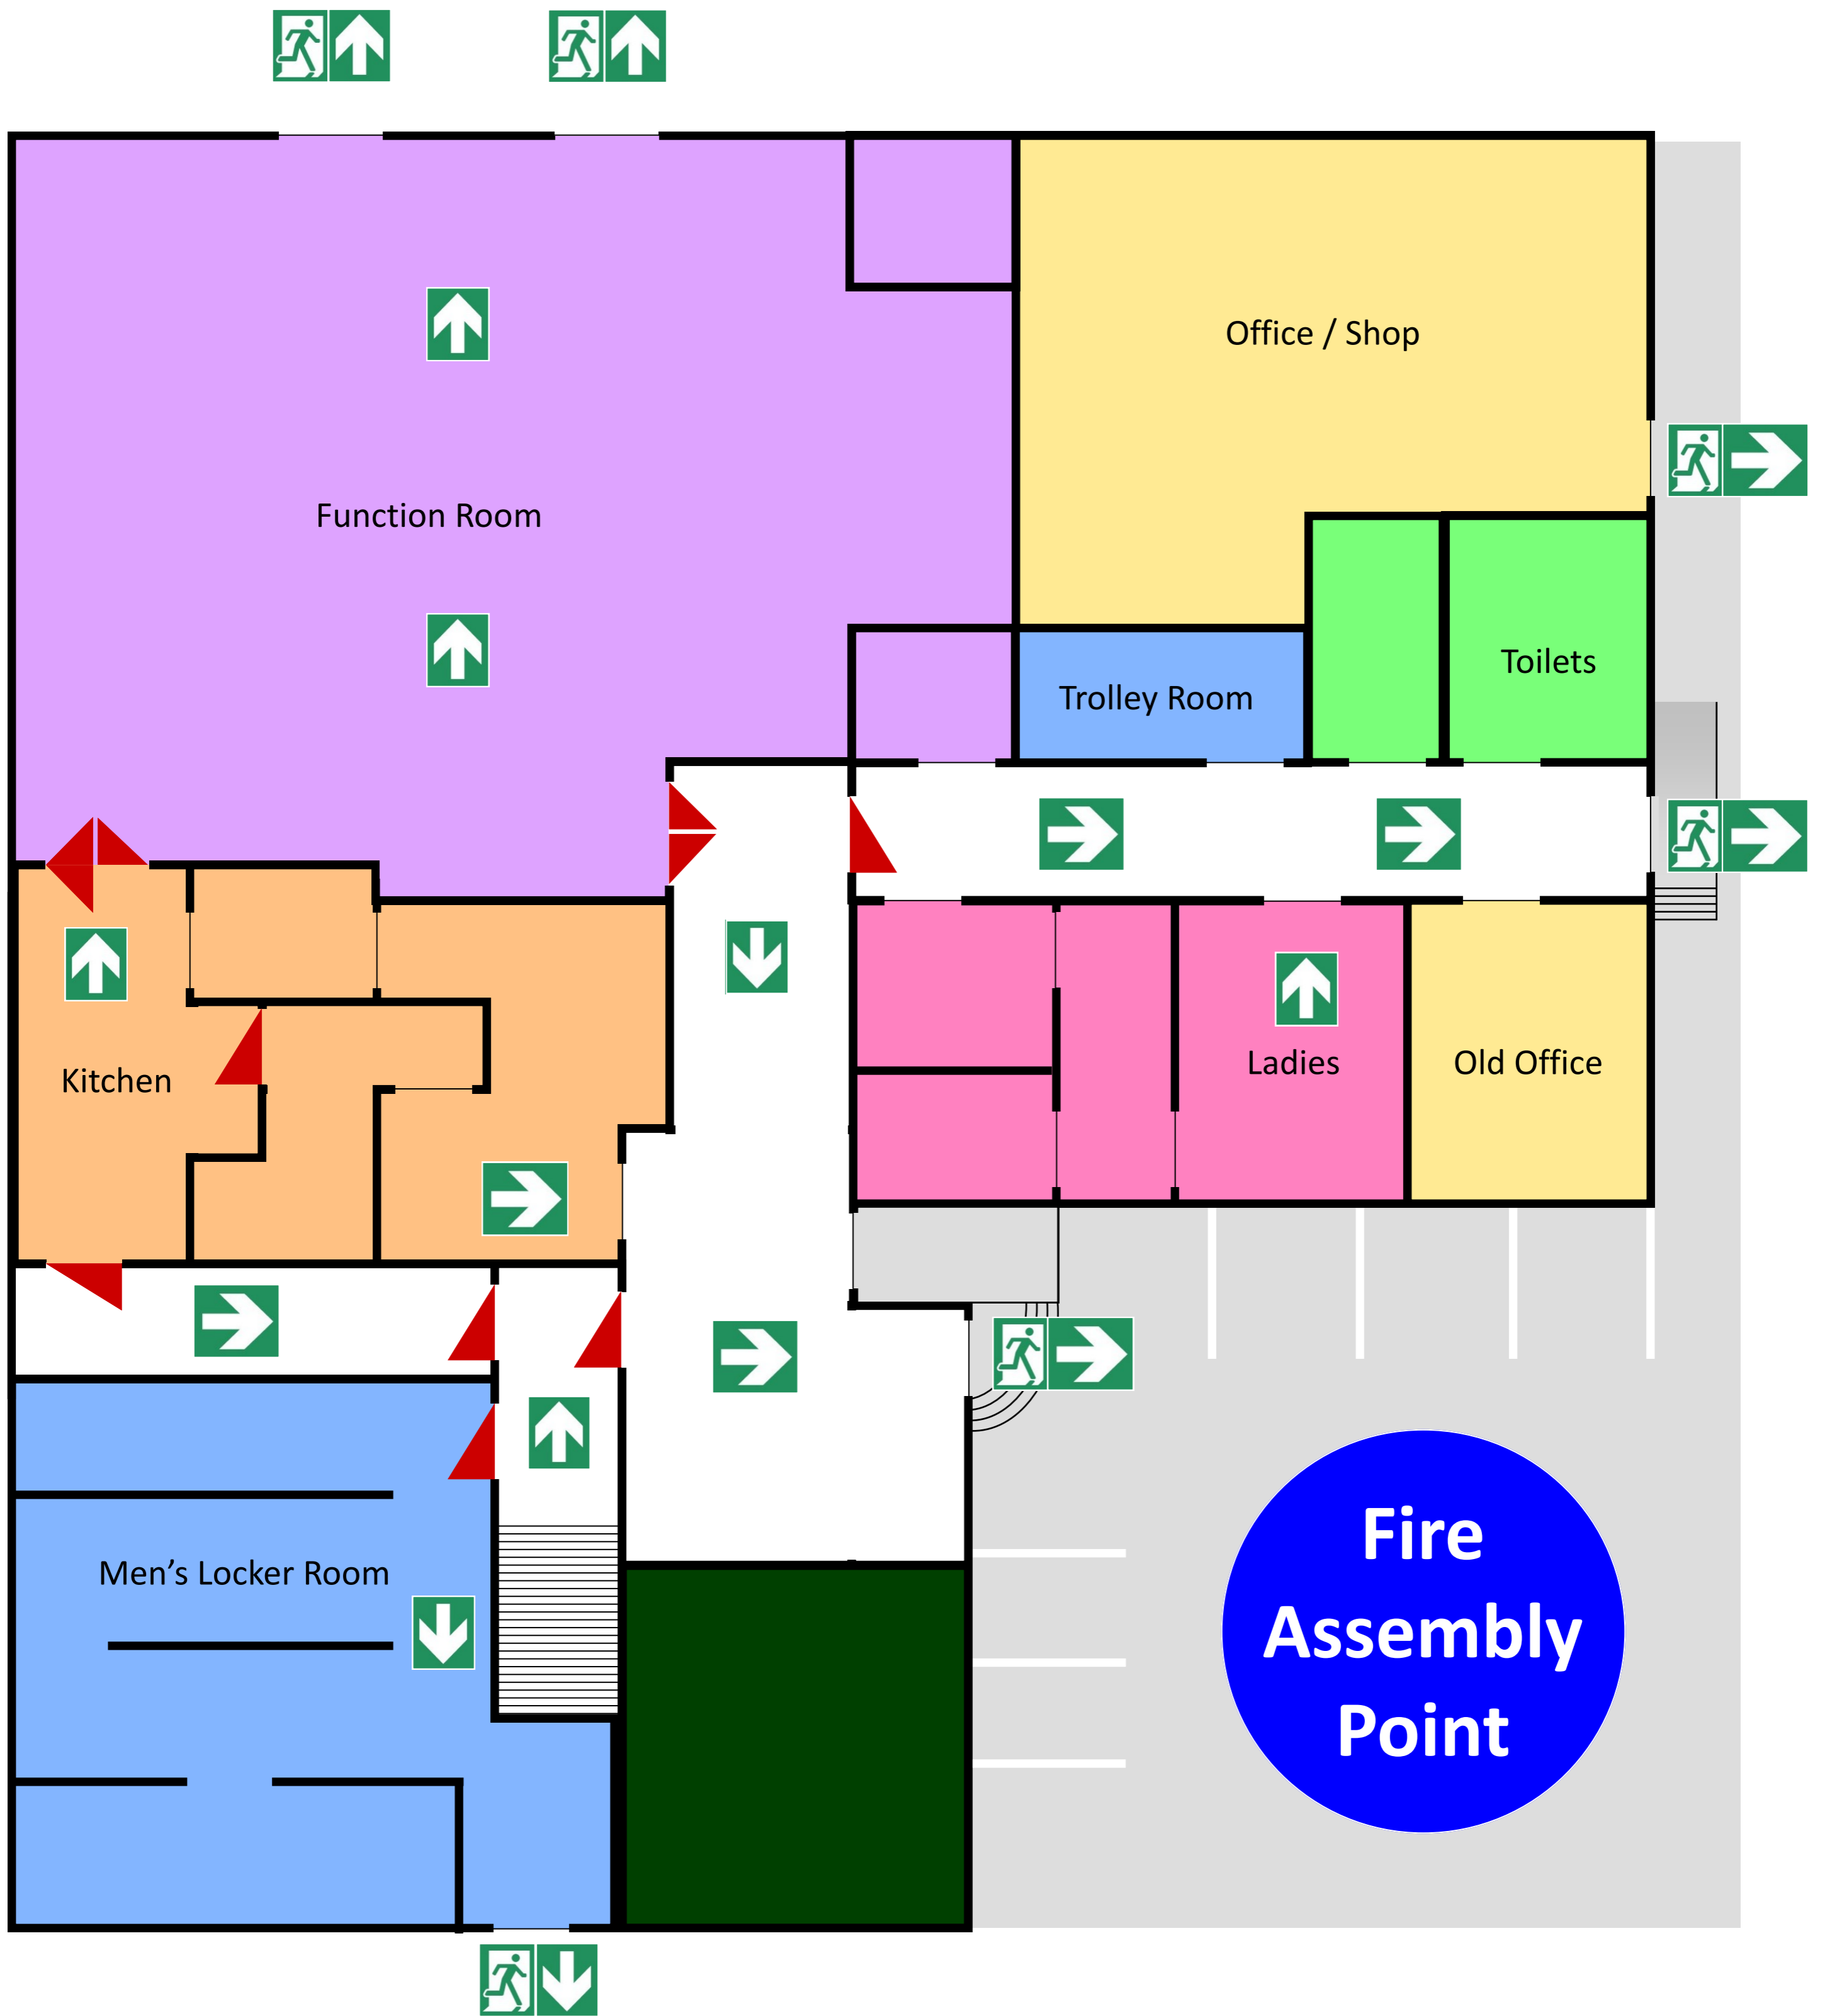 Office / Shop
Function Room
Toilets
Trolley Room
Ladies
Old Office
Kitchen
Men’s Locker Room
Fire
Assembly
Point